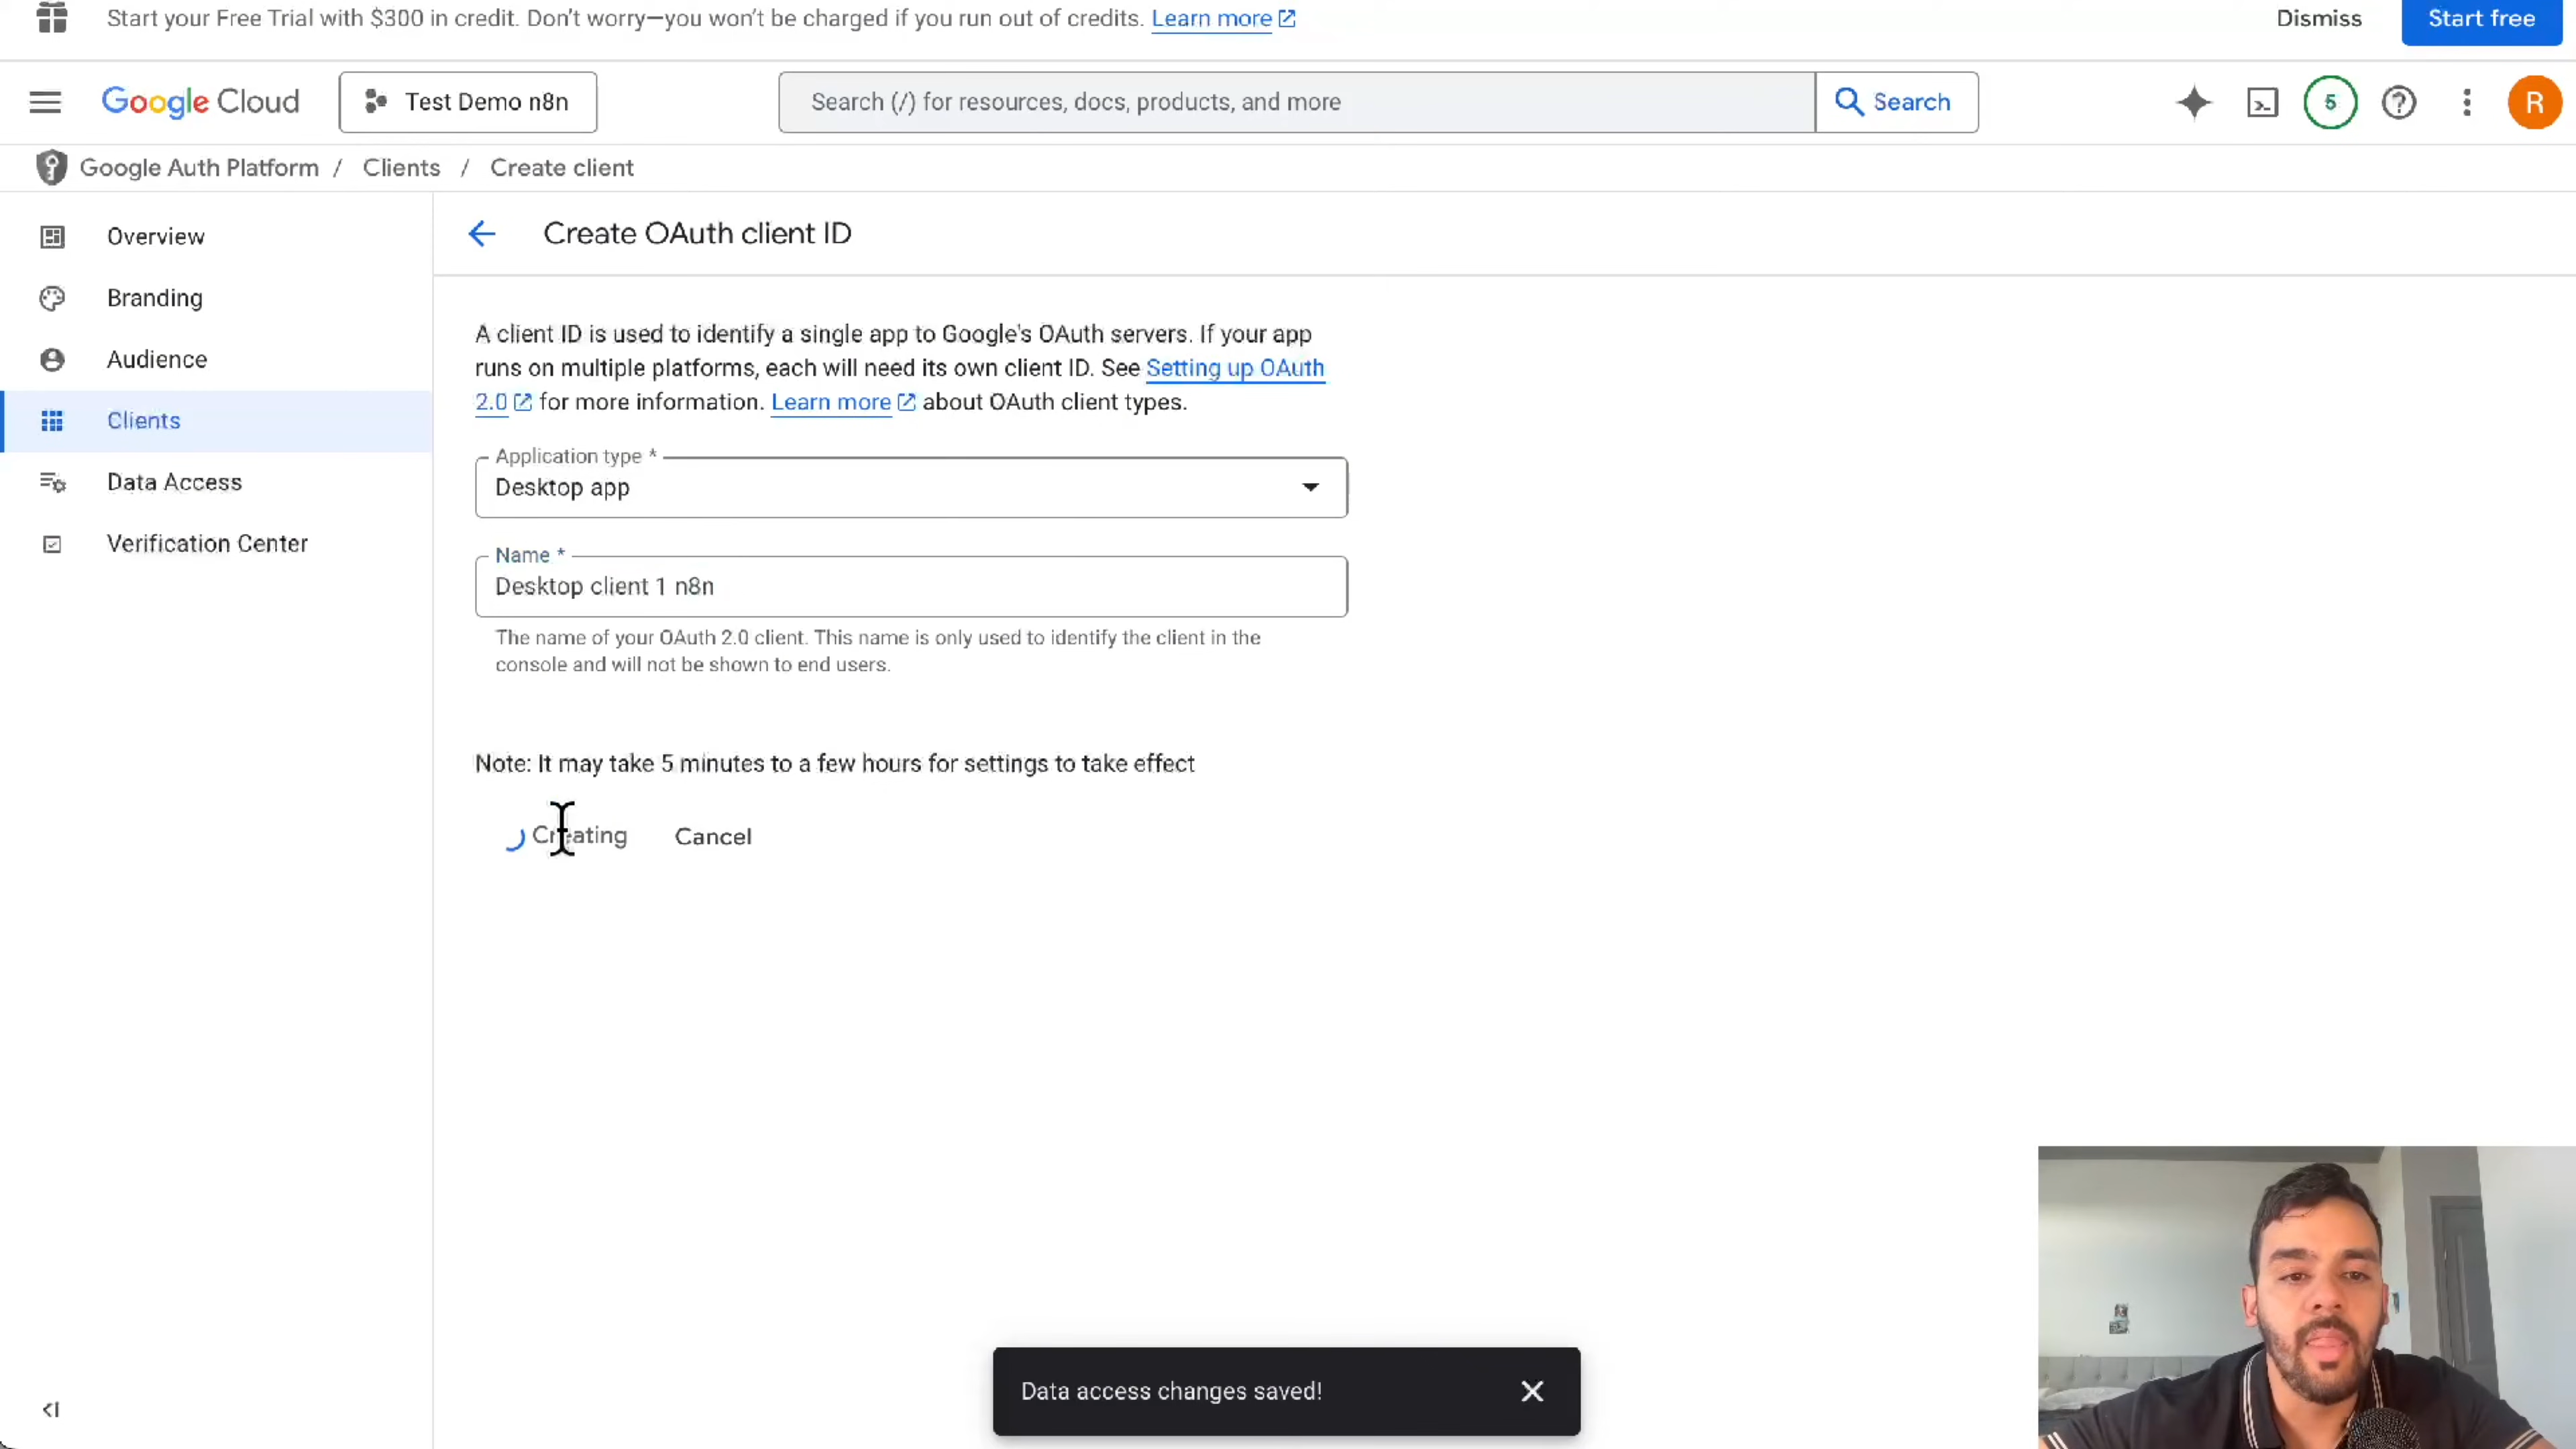 Start your Free Trial with $300 in credit. Don't worry—you won't be charged if you run out of credits. Learn more
Dismiss
Start free
Google Cloud
Test Demo n8n
Search (/) for resources, docs, products, and more
Search
5
R
Google Auth Platform / Clients / Create client
Overview
Branding
Audience
Clients
Data Access
Verification Center
Create OAuth client ID
A client ID is used to identify a single app to Google's OAuth servers. If your app
runs on multiple platforms, each will need its own client ID. See Setting up OAuth
2.0 for more information. Learn more about OAuth client types.
Application type *
Desktop app
Name *
Desktop client 1 n8n
The name of your OAuth 2.0 client. This name is only used to identify the client in the
console and will not be shown to end users.
Note: It may take 5 minutes to a few hours for settings to take effect
Creating
Cancel
Data access changes saved!